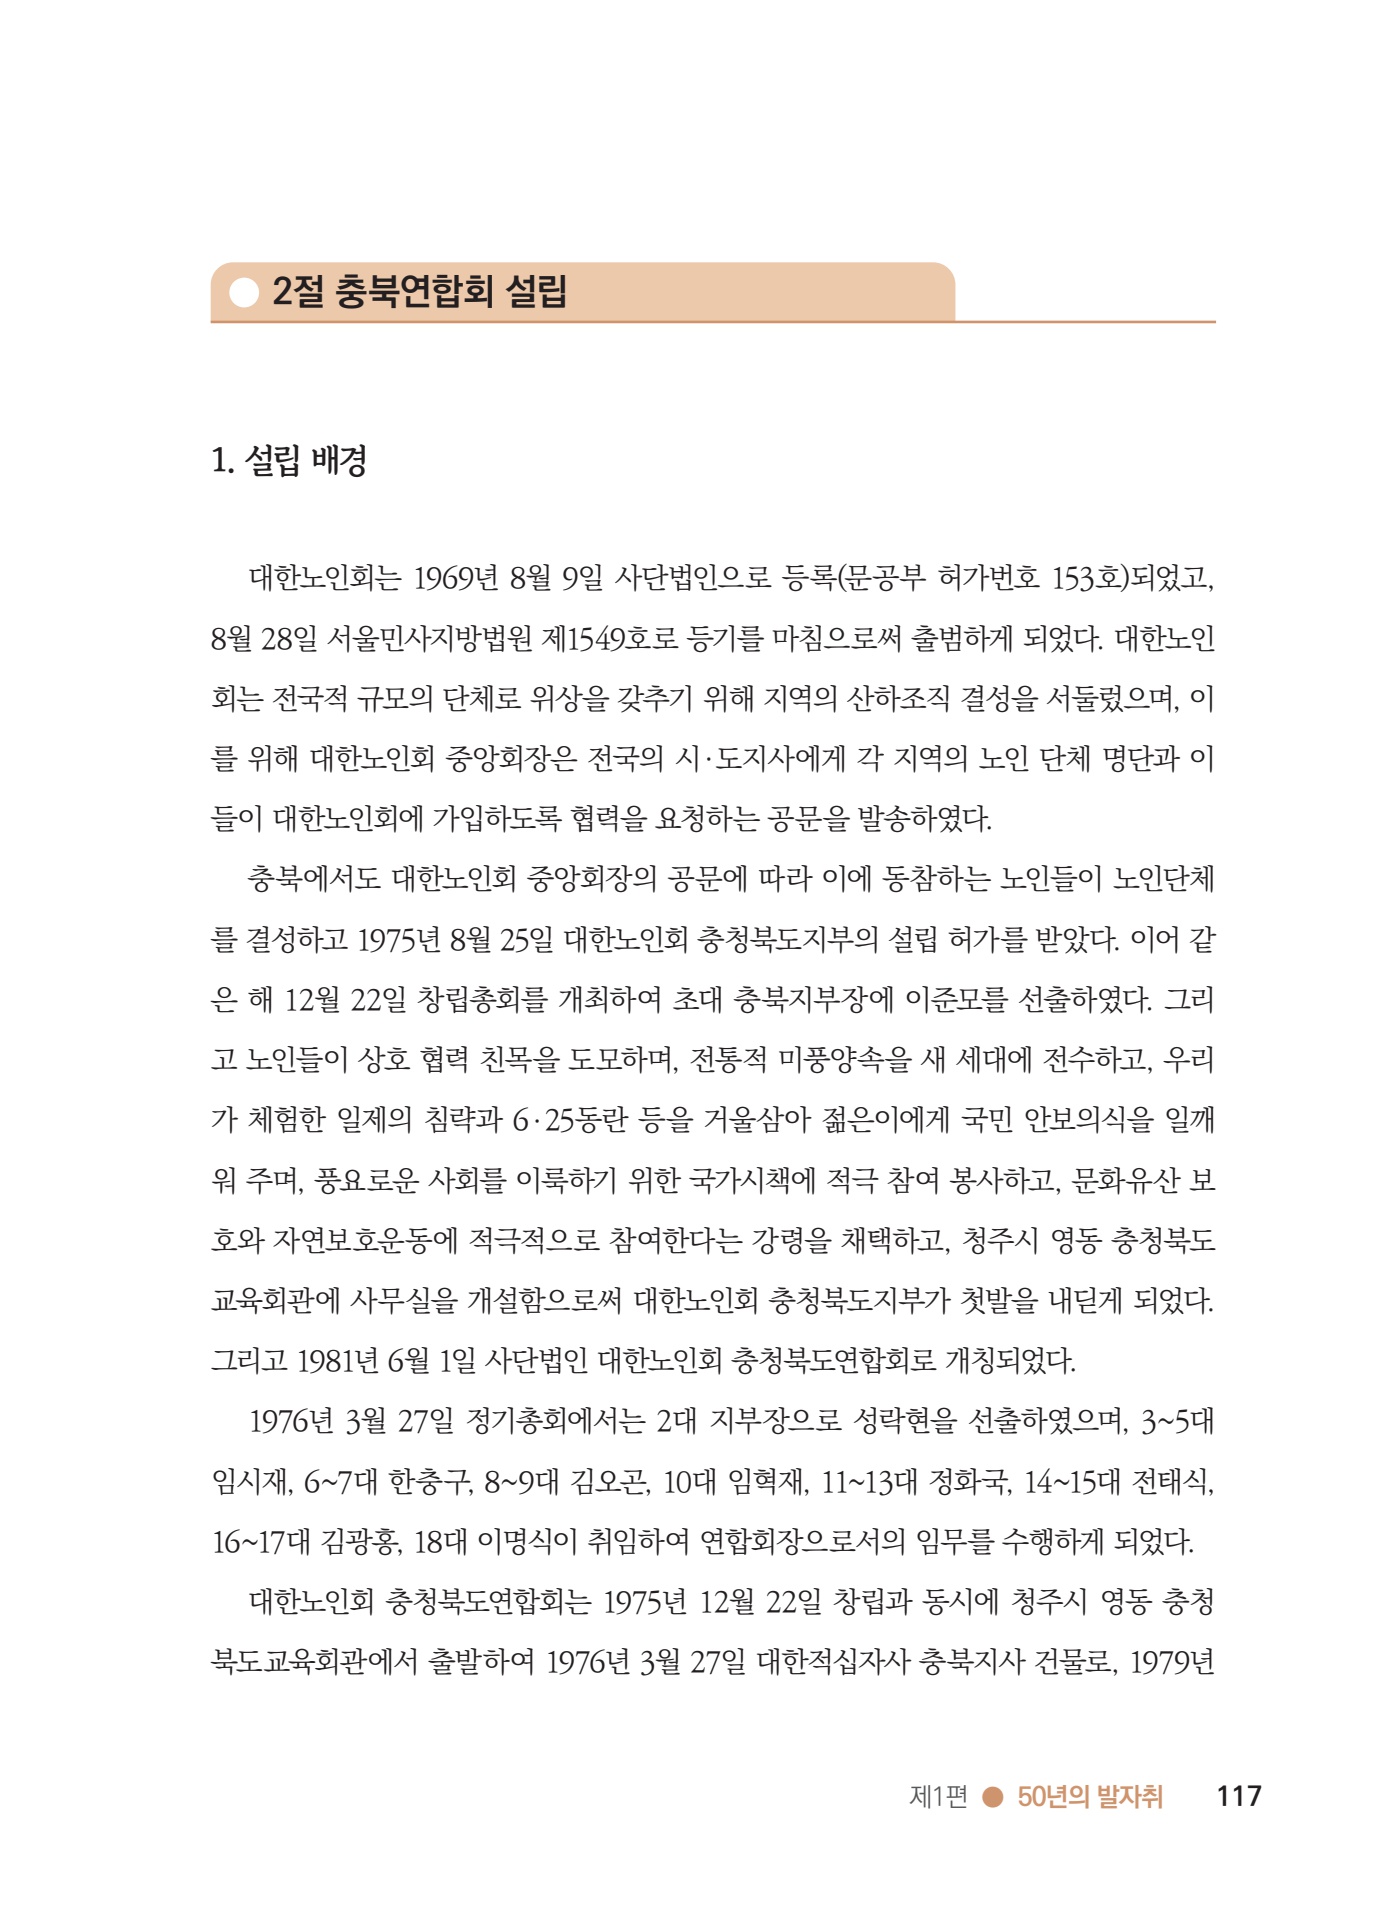 2절 충북연합회 설립
1. 설립 배경
대한노인회는 1969년 8월 9일 사단법인으로 등록(문공부 허가번호 153호)되었고,
8월 28일 서울민사지방법원 제1549호로 등기를 마침으로써 출범하게 되었다. 대한노인
회는 전국적 규모의 단체로 위상을 갖추기 위해 지역의 산하조직 결성을 서둘렀으며, 이
를 위해 대한노인회 중앙회장은 전국의 시·도지사에게 각 지역의 노인 단체 명단과 이
들이 대한노인회에 가입하도록 협력을 요청하는 공문을 발송하였다.
충북에서도 대한노인회 중앙회장의 공문에 따라 이에 동참하는 노인들이 노인단체
를 결성하고 1975년 8월 25일 대한노인회 충청북도지부의 설립 허가를 받았다. 이어 같
은 해 12월 22일 창립총회를 개최하여 초대 충북지부장에 이준모를 선출하였다. 그리
고 노인들이 상호 협력 친목을 도모하며, 전통적 미풍양속을 새 세대에 전수하고, 우리
가 체험한 일제의 침략과 6·25동란 등을 거울삼아 젊은이에게 국민 안보의식을 일깨
워 주며, 풍요로운 사회를 이룩하기 위한 국가시책에 적극 참여 봉사하고, 문화유산 보
호와 자연보호운동에 적극적으로 참여한다는 강령을 채택하고, 청주시 영동 충청북도
교육회관에 사무실을 개설함으로써 대한노인회 충청북도지부가 첫발을 내딛게 되었다.
그리고 1981년 6월 1일 사단법인 대한노인회 충청북도연합회로 개칭되었다.
1976년 3월 27일 정기총회에서는 2대 지부장으로 성락현을 선출하였으며, 3~5대
임시재, 6~7대 한충구, 8~9대 김오곤, 10대 임혁재, 11~13대 정화국, 14~15대 전태식,
16~17대 김광홍, 18대 이명식이 취임하여 연합회장으로서의 임무를 수행하게 되었다.
대한노인회 충청북도연합회는 1975년 12월 22일 창립과 동시에 청주시 영동 충청
북도교육회관에서 출발하여 1976년 3월 27일 대한적십자사 충북지사 건물로, 1979년
제1편 ● 50년의 발자취 117